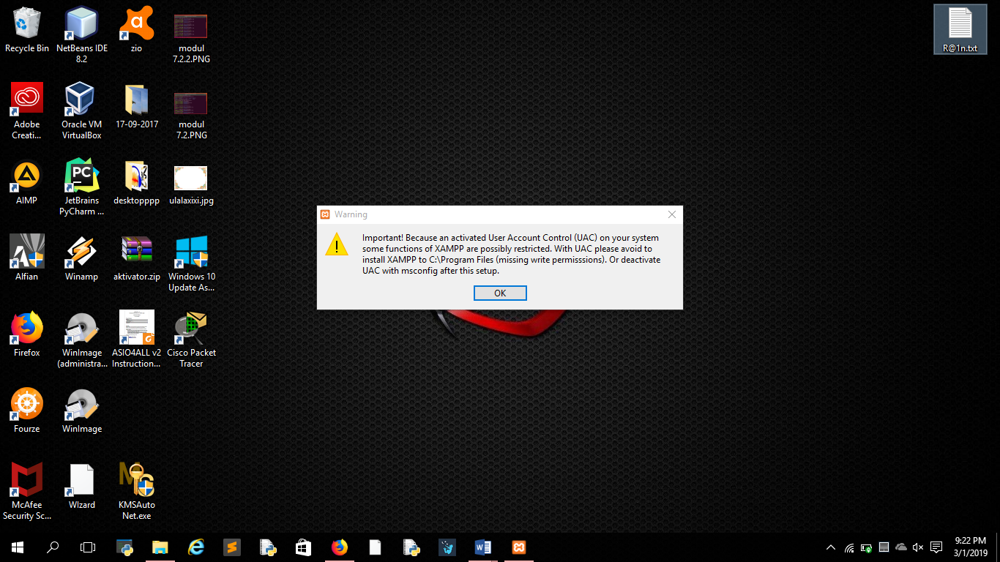 Recycle Bin
NetBeans IDE
8.2
zio
modul
7.2.2.PNG
R@1n.txt
Adobe
Creati...
Oracle VM
VirtualBox
17-09-2017
modul
7.2.PNG
AIMP
JetBrains
PyCharm ...
desktopppp
ulalaxixi.jpg
Warning
Important! Because an activated User Account Control (UAC) on your system
some functions of XAMPP are possibly restricted. With UAC please avoid to
install XAMPP to C:\Program Files (missing write permisssions). Or deactivate
UAC with msconfig after this setup.
OK
Alfian
Winamp
aktivator.zip
Windows 10
Update As...
Firefox
WinImage
(administra...
ASIO4ALL v2
Instruction...
Cisco Packet
Tracer
Fourze
WinImage
McAfee
Security Sc...
WIzard
KMSAuto
Net.exe
9:22 PM
3/1/2019